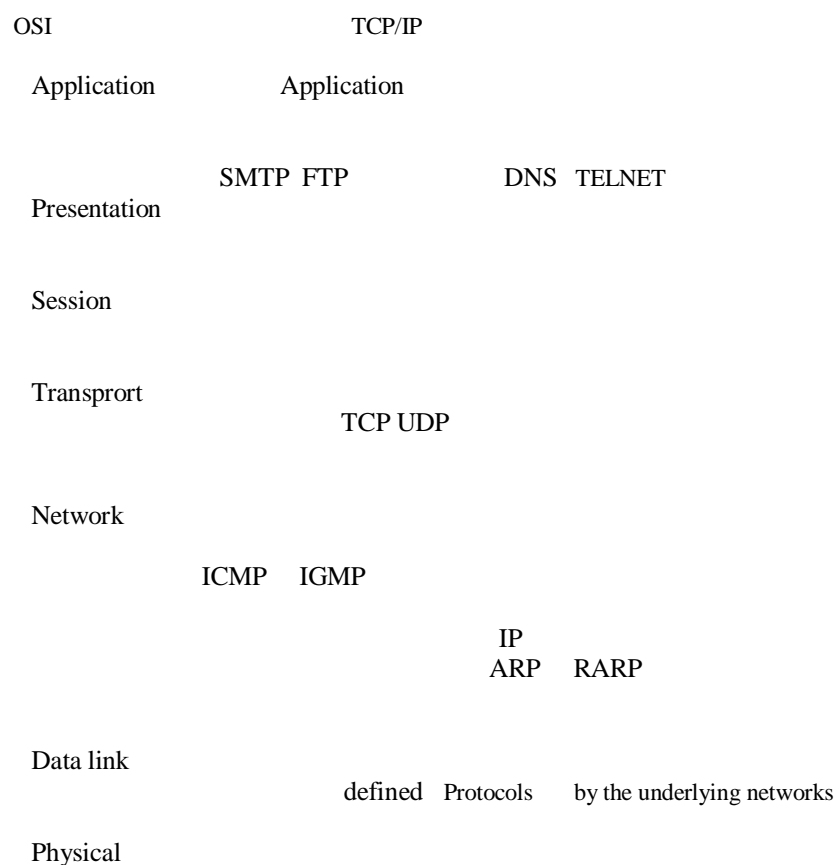 OSI TCP/IP
Application Application
SMTP FTP DNS TELNET
Presentation
Session
Transprort
TCP UDP
Network
ICMP IGMP
IP
ARP RARP
Data link
defined Protocols by the underlying networks
Physical